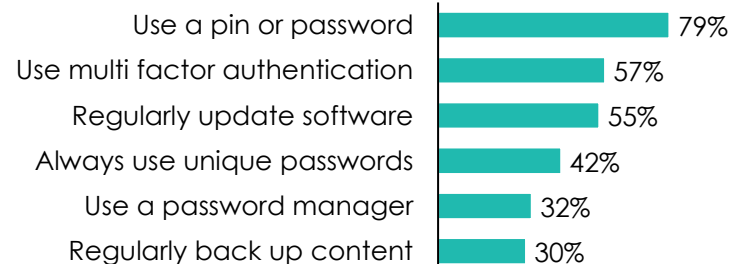 Use a pin or password 79%
Use multi factor authentication 57%
Regularly update software 55%
Always use unique passwords 42%
Use a password manager 32%
Regularly back up content 30%